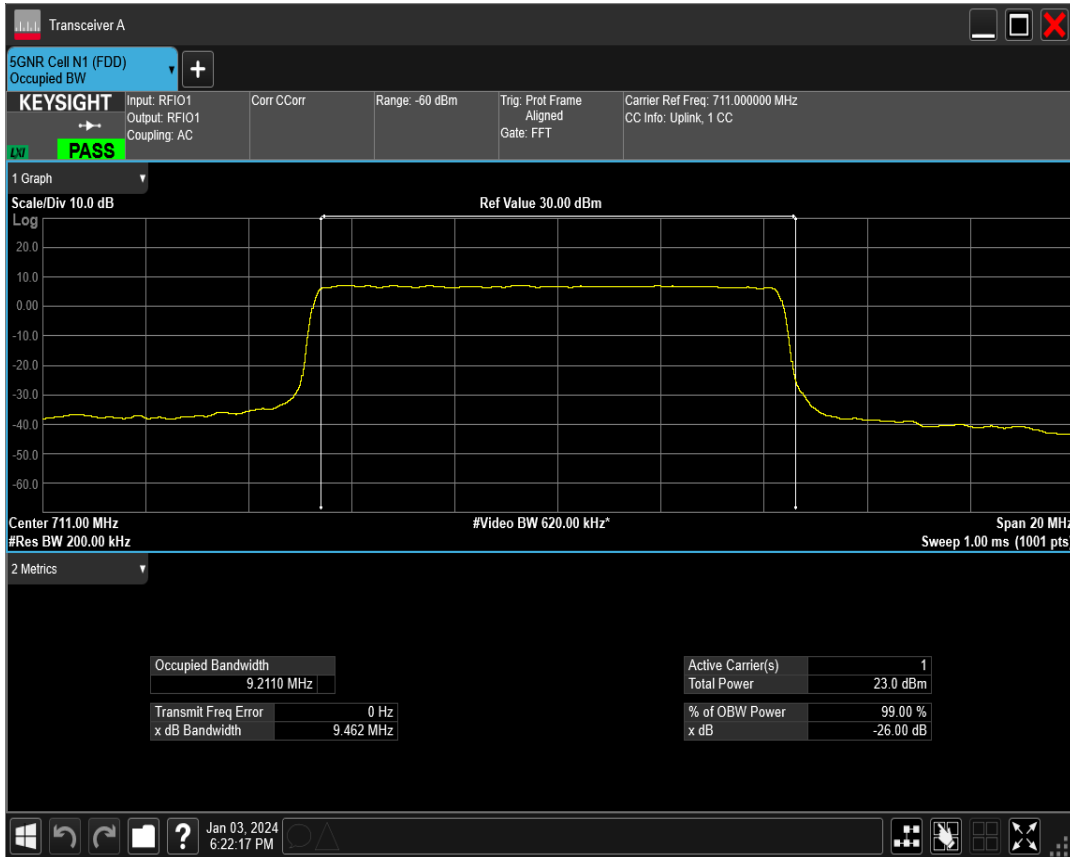 Transceiver A
5GNR Cell N1 (FDD)
Occupied BW
+
KEYSIGHT
LXI
PASS
Input: RFIO1
Output: RFIO1
Coupling: AC
Corr CCorr
Range: -60 dBm
Trig: Prot Frame
Aligned
Gate: FFT
Carrier Ref Freq: 711.000000 MHz
CC Info: Uplink, 1 CC
1 Graph
Scale/Div 10.0 dB
Ref Value 30.00 dBm
Log
20.0
10.0
0.00
-10.0
-20.0
-30.0
-40.0
-50.0
-60.0
Center 711.00 MHz
#Video BW 620.00 kHz*
Span 20 MHz
#Res BW 200.00 kHz
Sweep 1.00 ms (1001 pts)
2 Metrics
Occupied Bandwidth
9.2110 MHz
Transmit Freq Error 0 Hz
x dB Bandwidth 9.462 MHz
Active Carrier(s) 1
Total Power 23.0 dBm
% of OBW Power 99.00 %
x dB -26.00 dB
?
Jan 03, 2024
6:22:17 PM